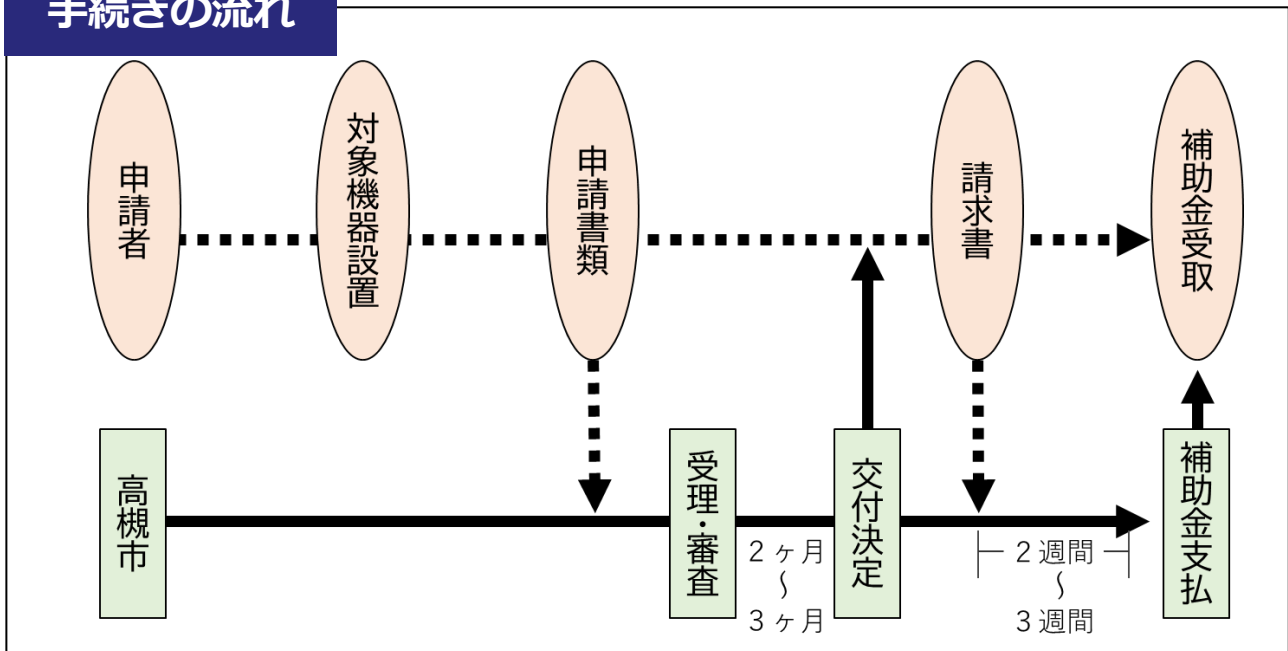 手続きの流れ
申請者
対象機器設置
申請書類
請求書
補助金受取
高槻市
受理・審査
2ヶ月
〜
3ヶ月
交付決定
2週間
〜
3週間
補助金支払